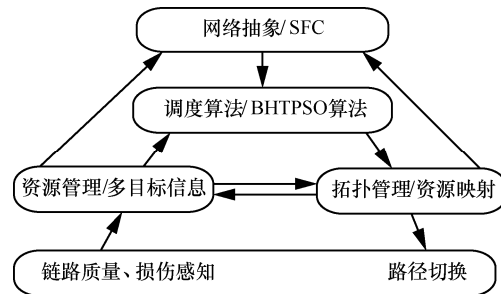 网络抽象/SFC
调度算法/BHTPSO算法
资源管理/多目标信息
拓扑管理/资源映射
链路质量、损伤感知
路径切换